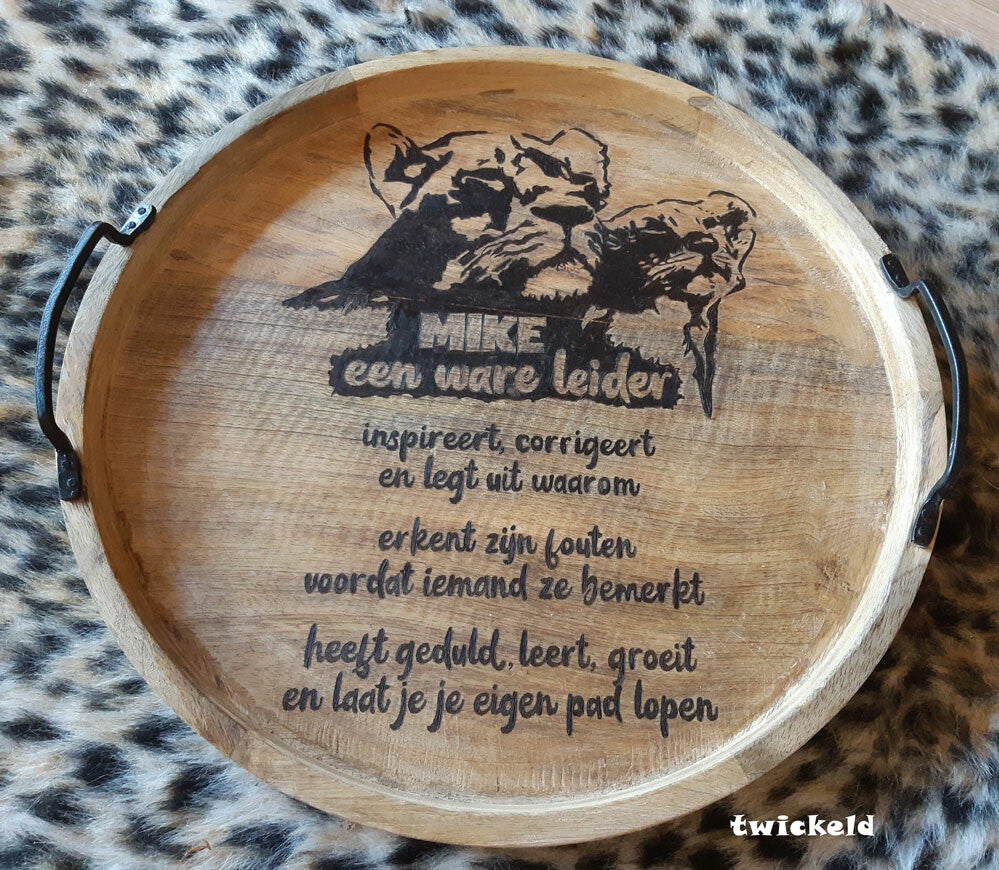 MIKE
een ware leider
inspireert, corrigeert
en legt uit waarom
erkent zijn fouten
voordat iemand ze bemerkt
heeft geduld, leert, groeit
en laat je je eigen pad lopen
twickeld